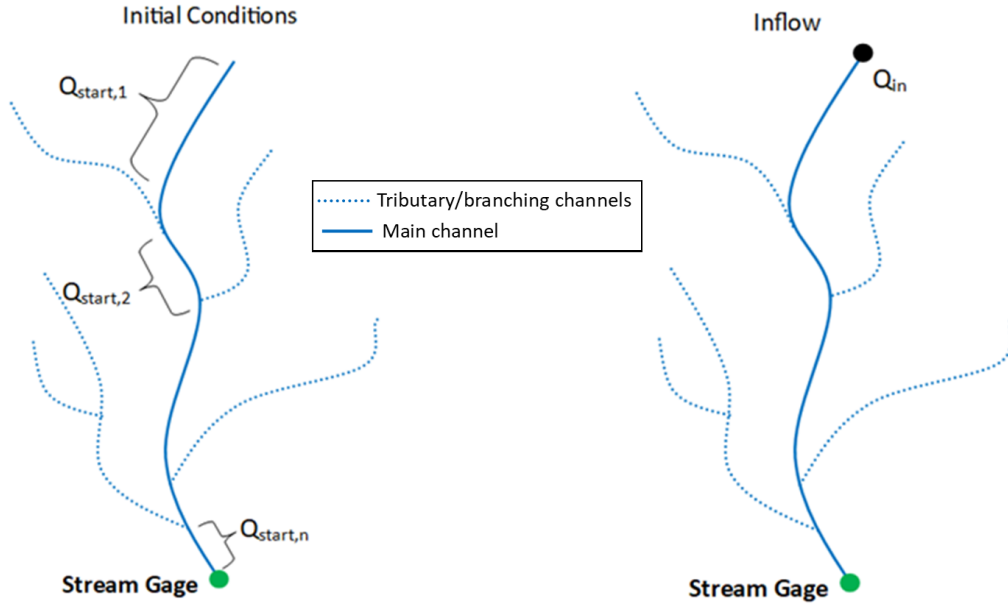 Initial Conditions
Inflow
Qstart,1
Qin
Tributary/branching channels
Main channel
Qstart,2
Qstart,n
Stream Gage
Stream Gage